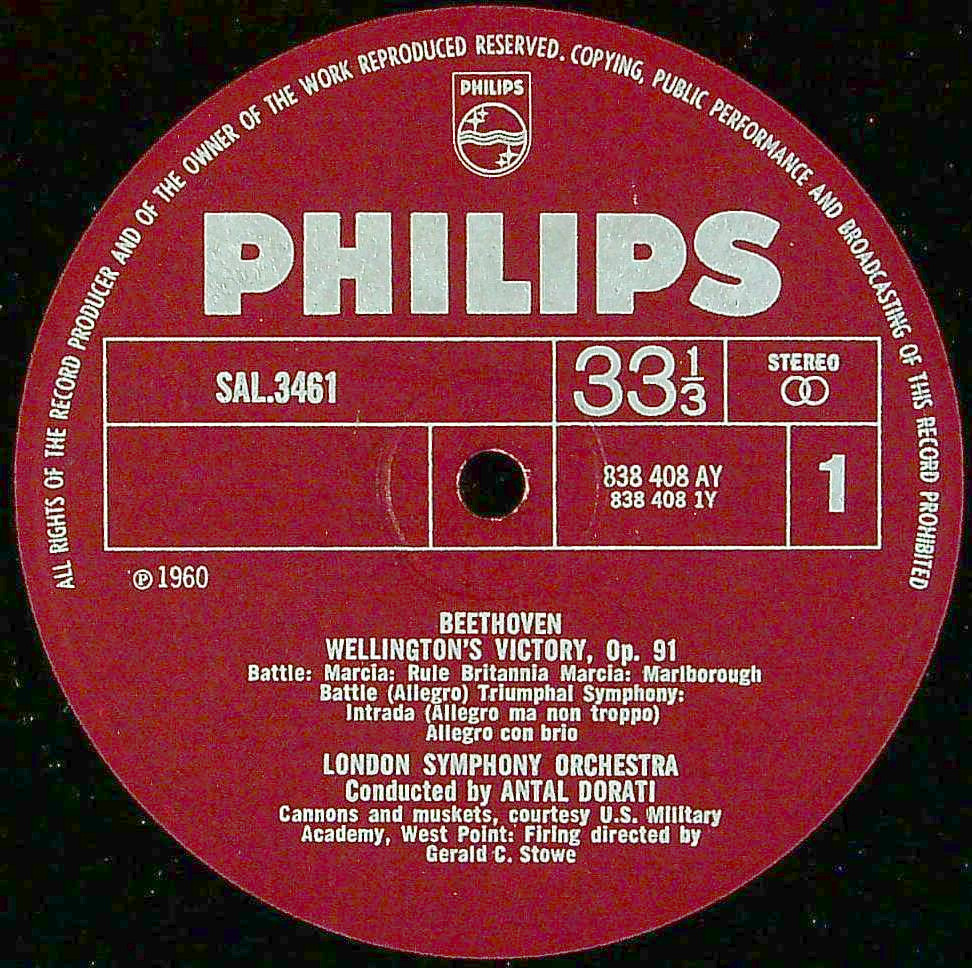 ALL RIGHTS OF THE RECORD PRODUCER AND OF THE OWNER OF THE WORK REPRODUCED RESERVED. COPYING, PUBLIC PERFORMANCE AND BROADCASTING OF THIS RECORD PROHIBITED
PHILIPS
PHILIPS
SAL.3461
33 1/3
STEREO
838 408 AY
838 408 1Y
1
℗ 1960
BEETHOVEN
WELLINGTON'S VICTORY, Op. 91
Battle: Marcia: Rule Britannia Marcia: Marlborough
Battle (Allegro) Triumphal Symphony:
Intrada (Allegro ma non troppo)
Allegro con brio
LONDON SYMPHONY ORCHESTRA
Conducted by ANTAL DORATI
Cannons and muskets, courtesy U.S. Military
Academy, West Point: Firing directed by
Gerald C. Stowe